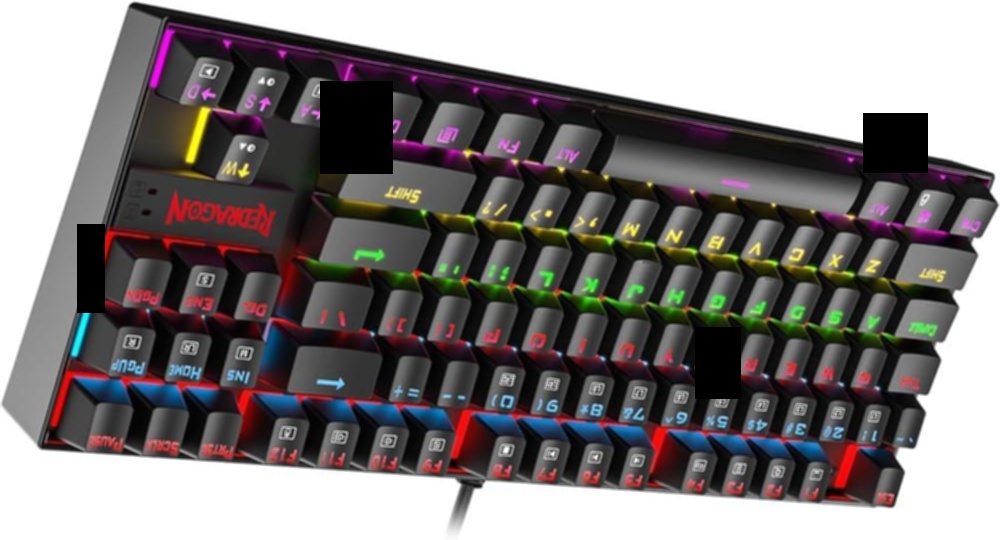 ESC F1 F2 F3 F4 F5 F6 F7 F8 F9 F10 F11 F12 PRTSC SCRLK PAUSE
1! 2@ 3# 4$ 5% 6^ 7& 8* 9( 0) -_ =+ ← INS HOME PGUP
TAB Q W E R Y U I O P [{ ]} \| DEL END PGDN
CAPS A S D F G H J K L ;: '" ↵
REDRAGON
SHIFT Z X C V B N M ,< .> /? SHIFT
W↑
CTRL ALT ALT FN ←A S↓ D→